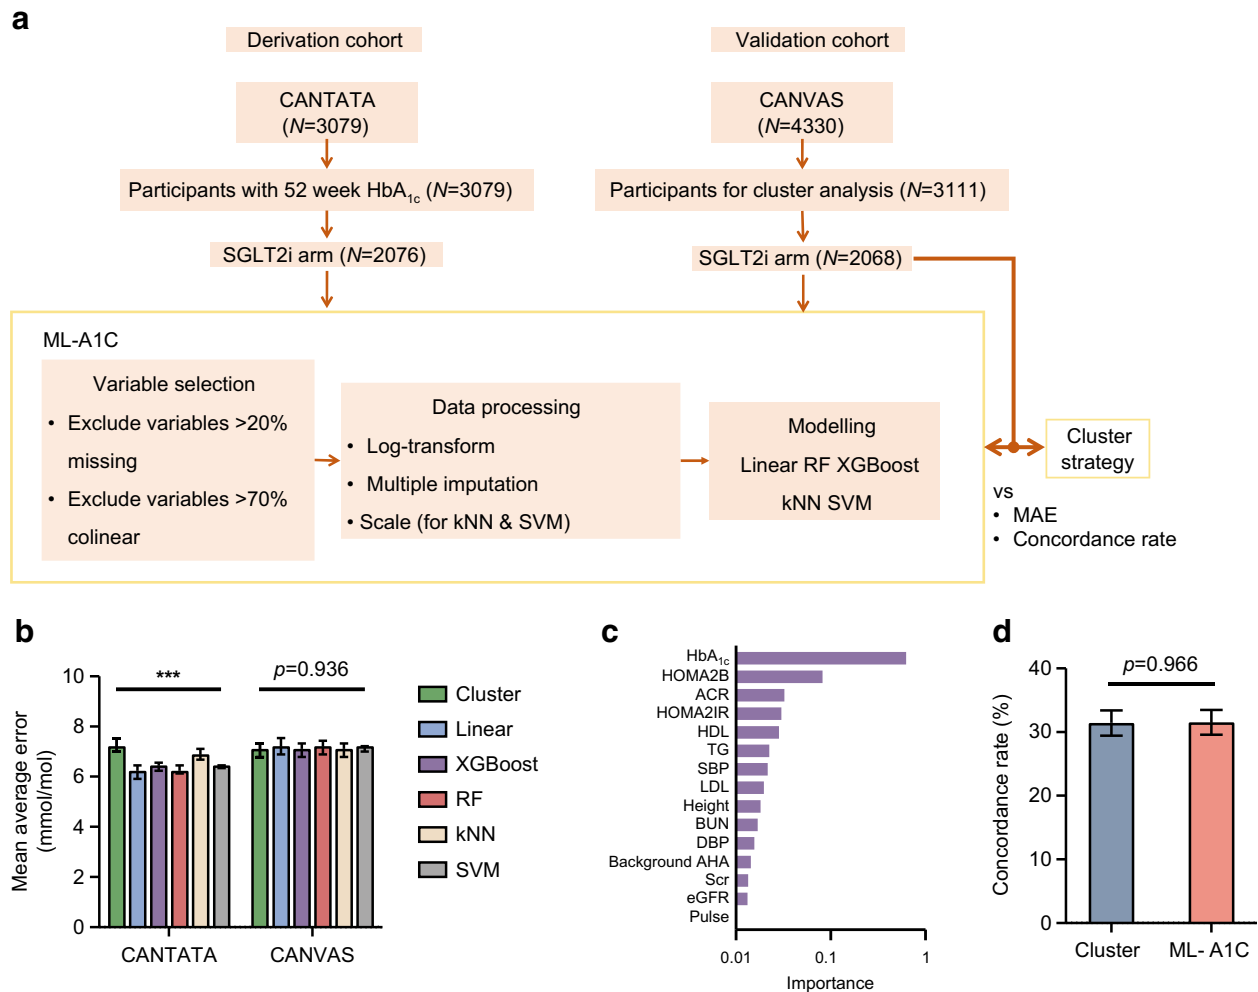 a
Derivation cohort
Validation cohort
CANTATA
(N=3079)
CANVAS
(N=4330)
Participants with 52 week HbA1c (N=3079)
Participants for cluster analysis (N=3111)
SGLT2i arm (N=2076)
SGLT2i arm (N=2068)
ML-A1C
Variable selection
• Exclude variables >20%
missing
• Exclude variables >70%
colinear
Data processing
• Log-transform
• Multiple imputation
• Scale (for kNN & SVM)
Modelling
Linear RF XGBoost
kNN SVM
Cluster
strategy
vs
• MAE
• Concordance rate
b
Mean average error
(mmol/mol)
10
8
6
4
2
0
***
p=0.936
CANTATA
CANVAS
Cluster
Linear
XGBoost
RF
kNN
SVM
c
HbA1c
HOMA2B
ACR
HOMA2IR
HDL
TG
SBP
LDL
Height
BUN
DBP
Background AHA
Scr
eGFR
Pulse
0.01
0.1
1
Importance
d
Concordance rate (%)
40
30
20
10
0
p=0.966
Cluster
ML- A1C